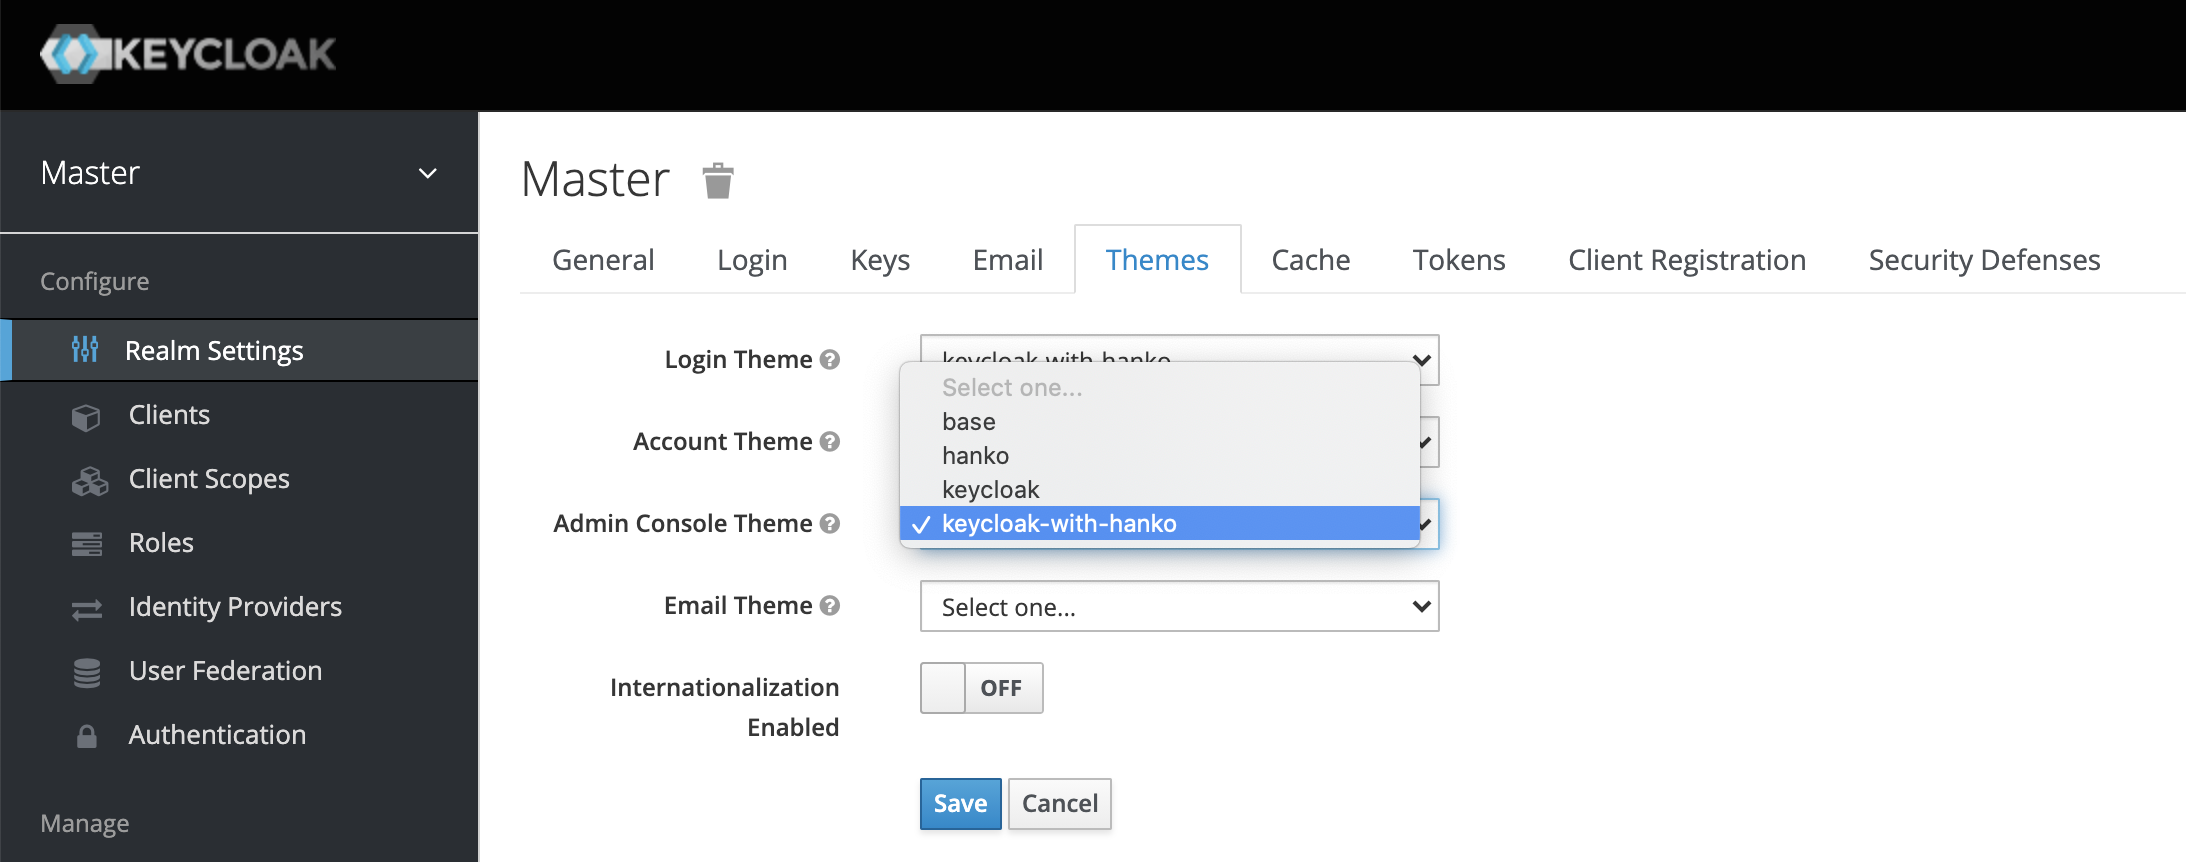 KEYCLOAK
Master
Configure
Realm Settings
Clients
Client Scopes
Roles
Identity Providers
User Federation
Authentication
Manage
Master
General Login Keys Email Themes Cache Tokens Client Registration Security Defenses
Login Theme ? keycloak-with-hanko
Select one...
base
Account Theme ?
hanko
keycloak
Admin Console Theme ? ✓ keycloak-with-hanko
Email Theme ? Select one...
Internationalization
Enabled
OFF
Save Cancel